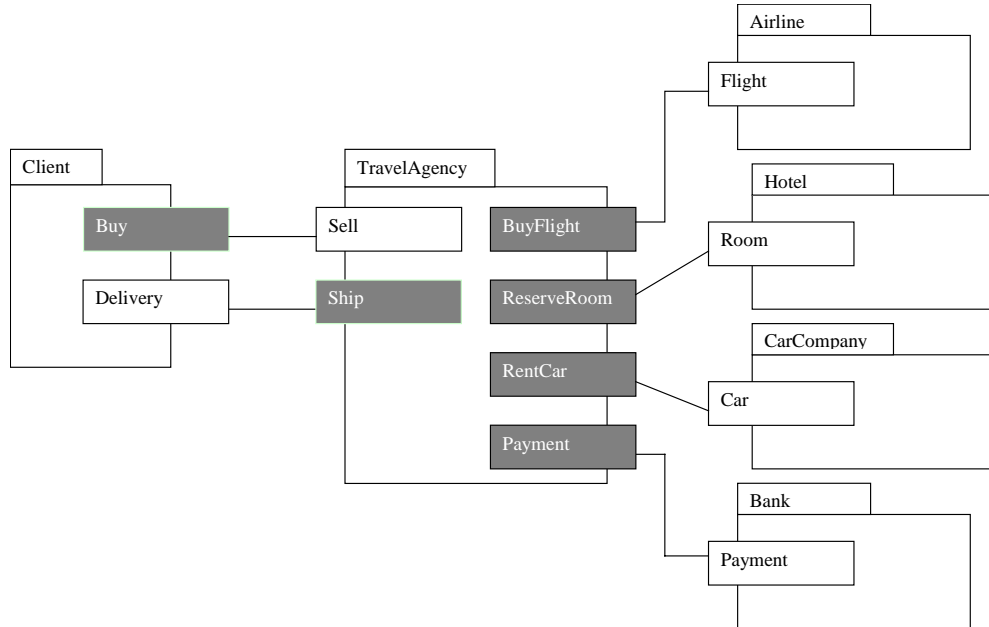 Airline
Flight
Client
TravelAgency
Hotel
Buy
Sell
BuyFlight
Room
Delivery
Ship
ReserveRoom
CarCompany
RentCar
Car
Payment
Bank
Payment